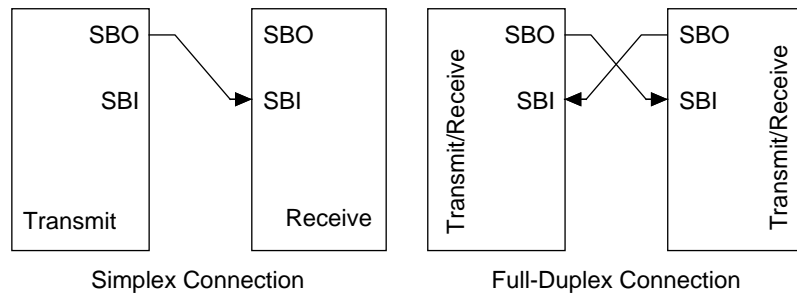 SBO
SBI
Transmit
SBO
SBI
Receive
Simplex Connection
SBO
SBI
Transmit/Receive
SBO
SBI
Transmit/Receive
Full-Duplex Connection